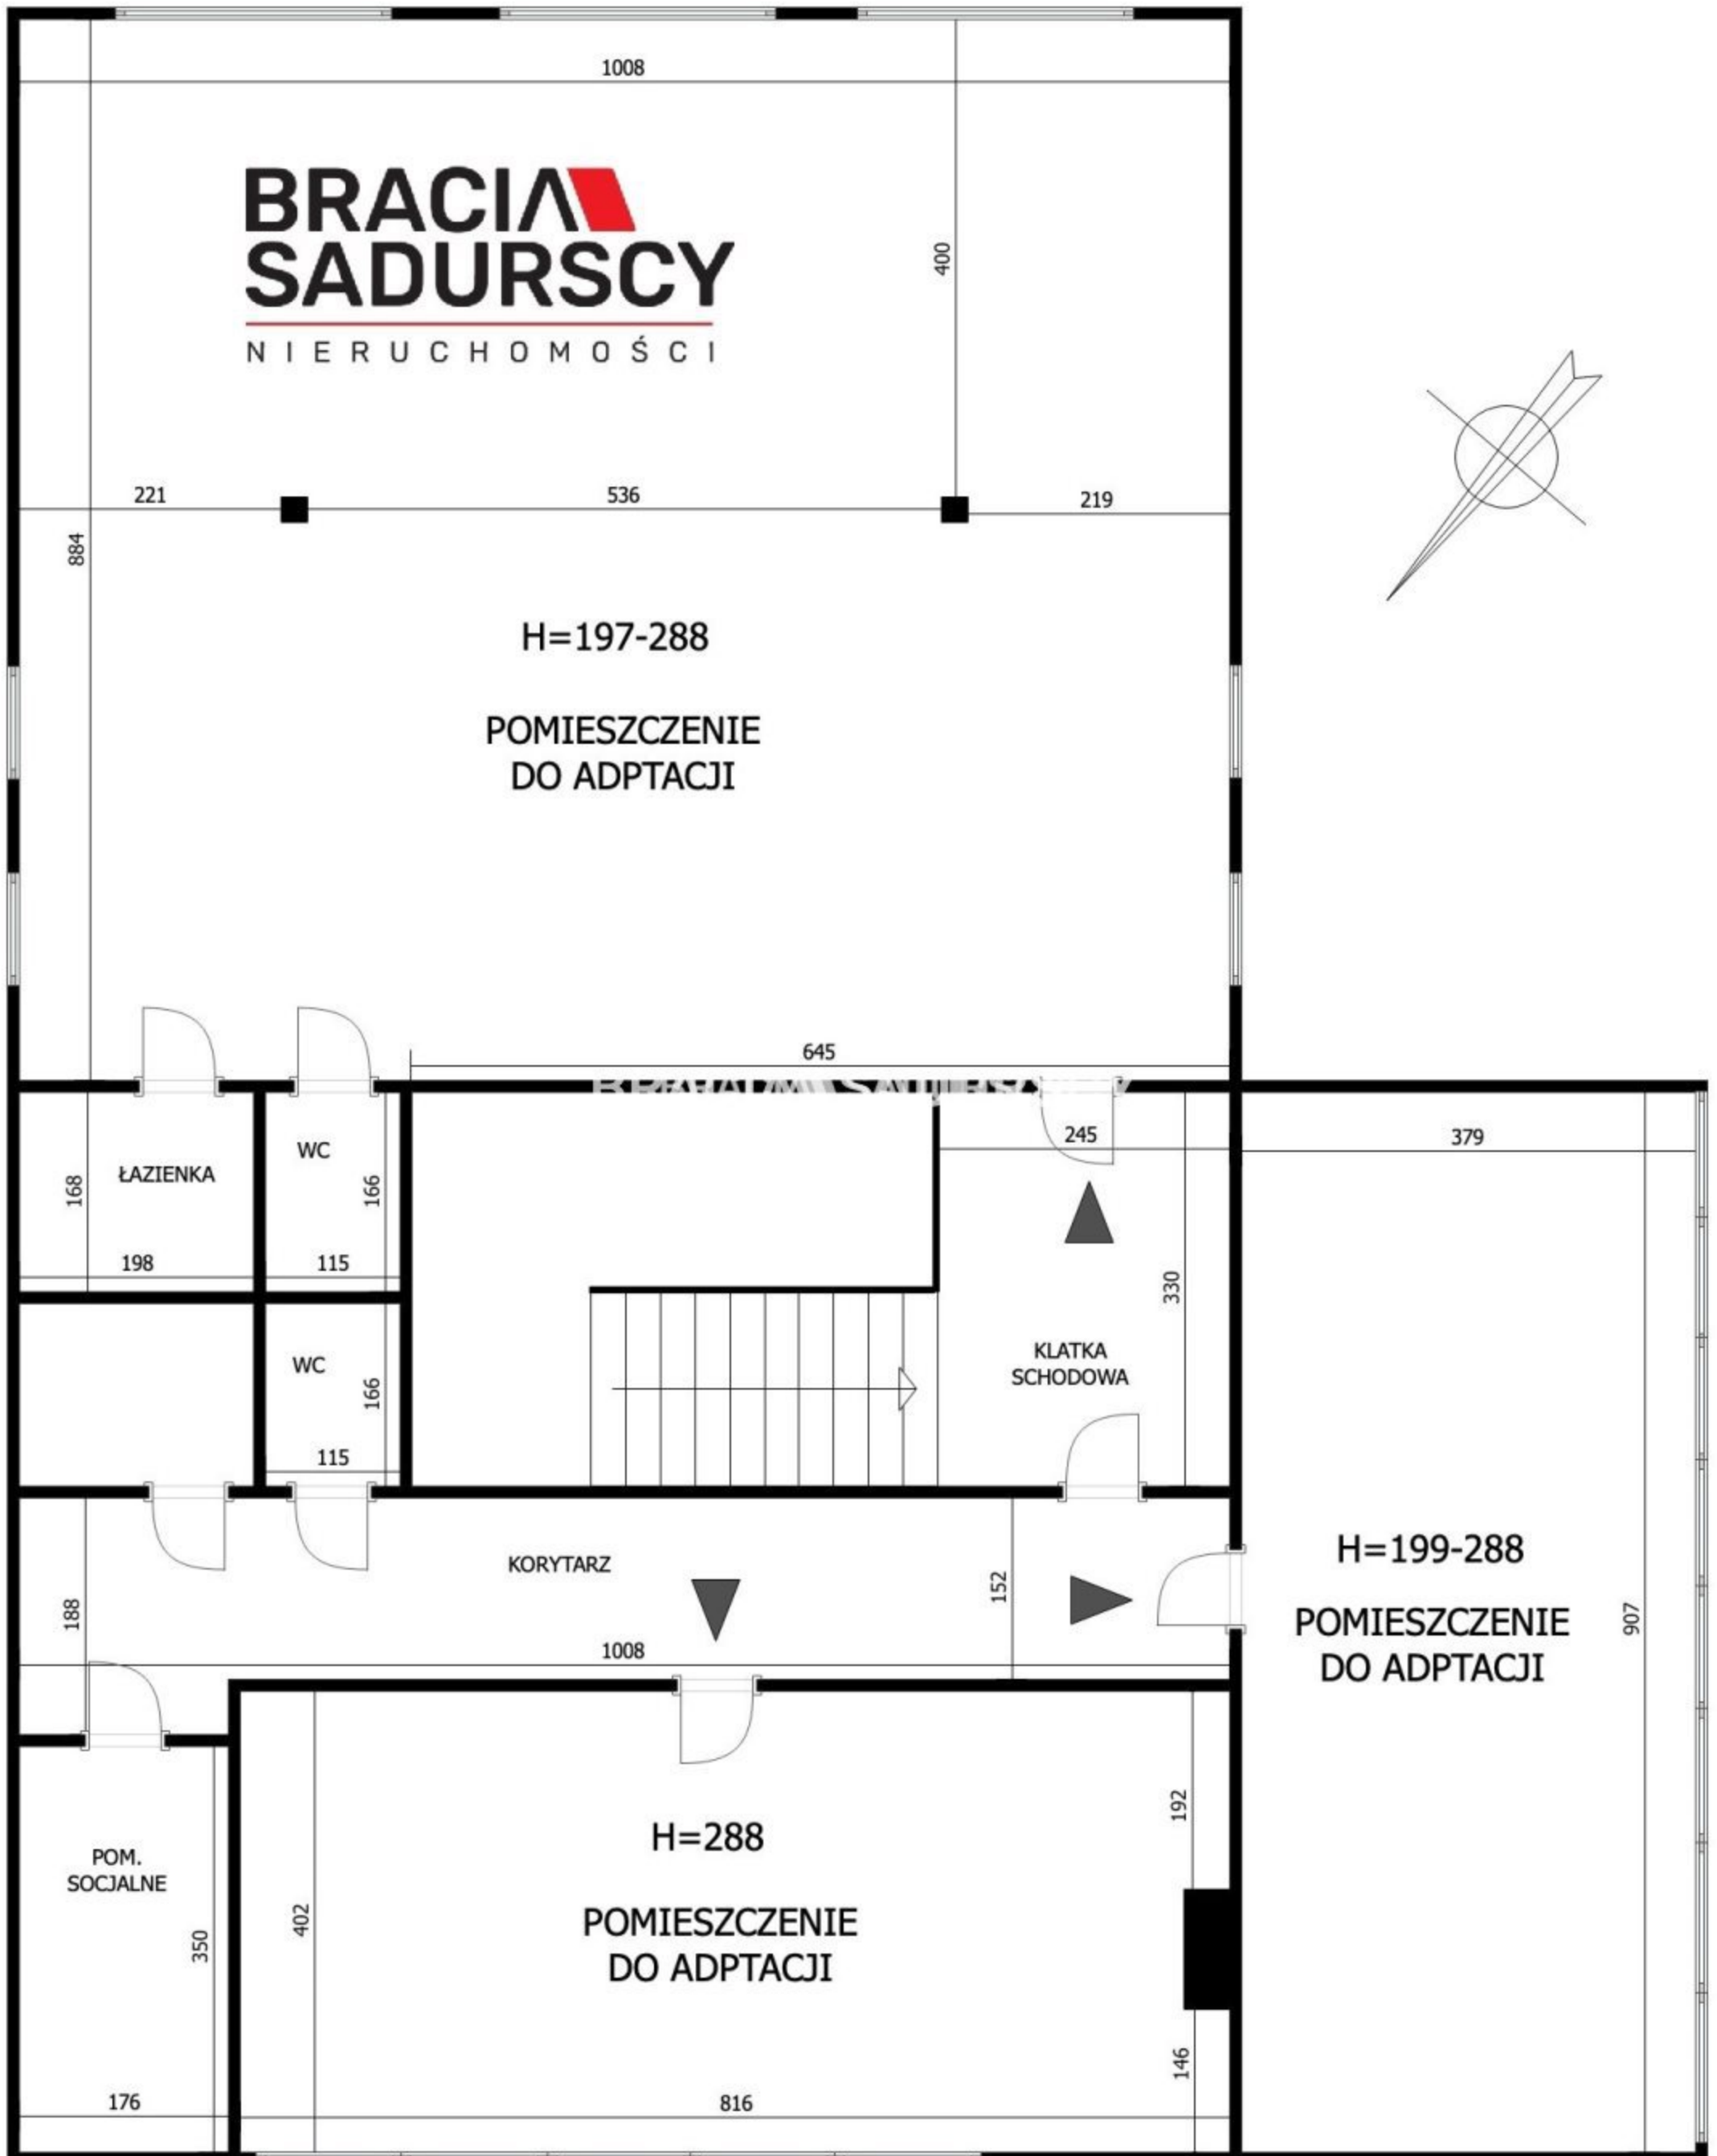 1008
BRACIA
SADURSCY
NIERUCHOMOŚCI
400
221
536
219
884
H=197-288
POMIESZCZENIE
DO ADPTACJI
645
BRACIA SADURSCY
WC
245
379
ŁAZIENKA
168
166
198
115
330
WC
KLATKA
SCHODOWA
166
115
KORYTARZ
H=199-288
188
152
907
POMIESZCZENIE
DO ADPTACJI
1008
192
H=288
POM.
SOCJALNE
402
350
POMIESZCZENIE
DO ADPTACJI
146
176
816